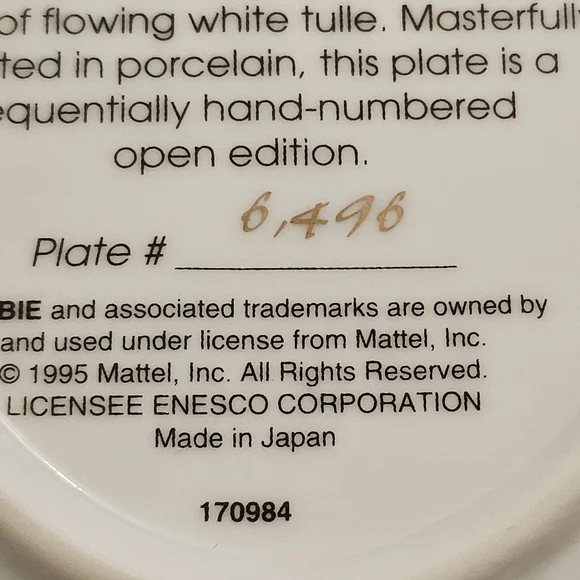 of flowing white tulle. Masterfully
ted in porcelain, this plate is a
equentially hand-numbered
open edition.
6,496
Plate #
BIE and associated trademarks are owned by
and used under license from Mattel, Inc.
© 1995 Mattel, Inc. All Rights Reserved.
LICENSEE ENESCO CORPORATION
Made in Japan
170984